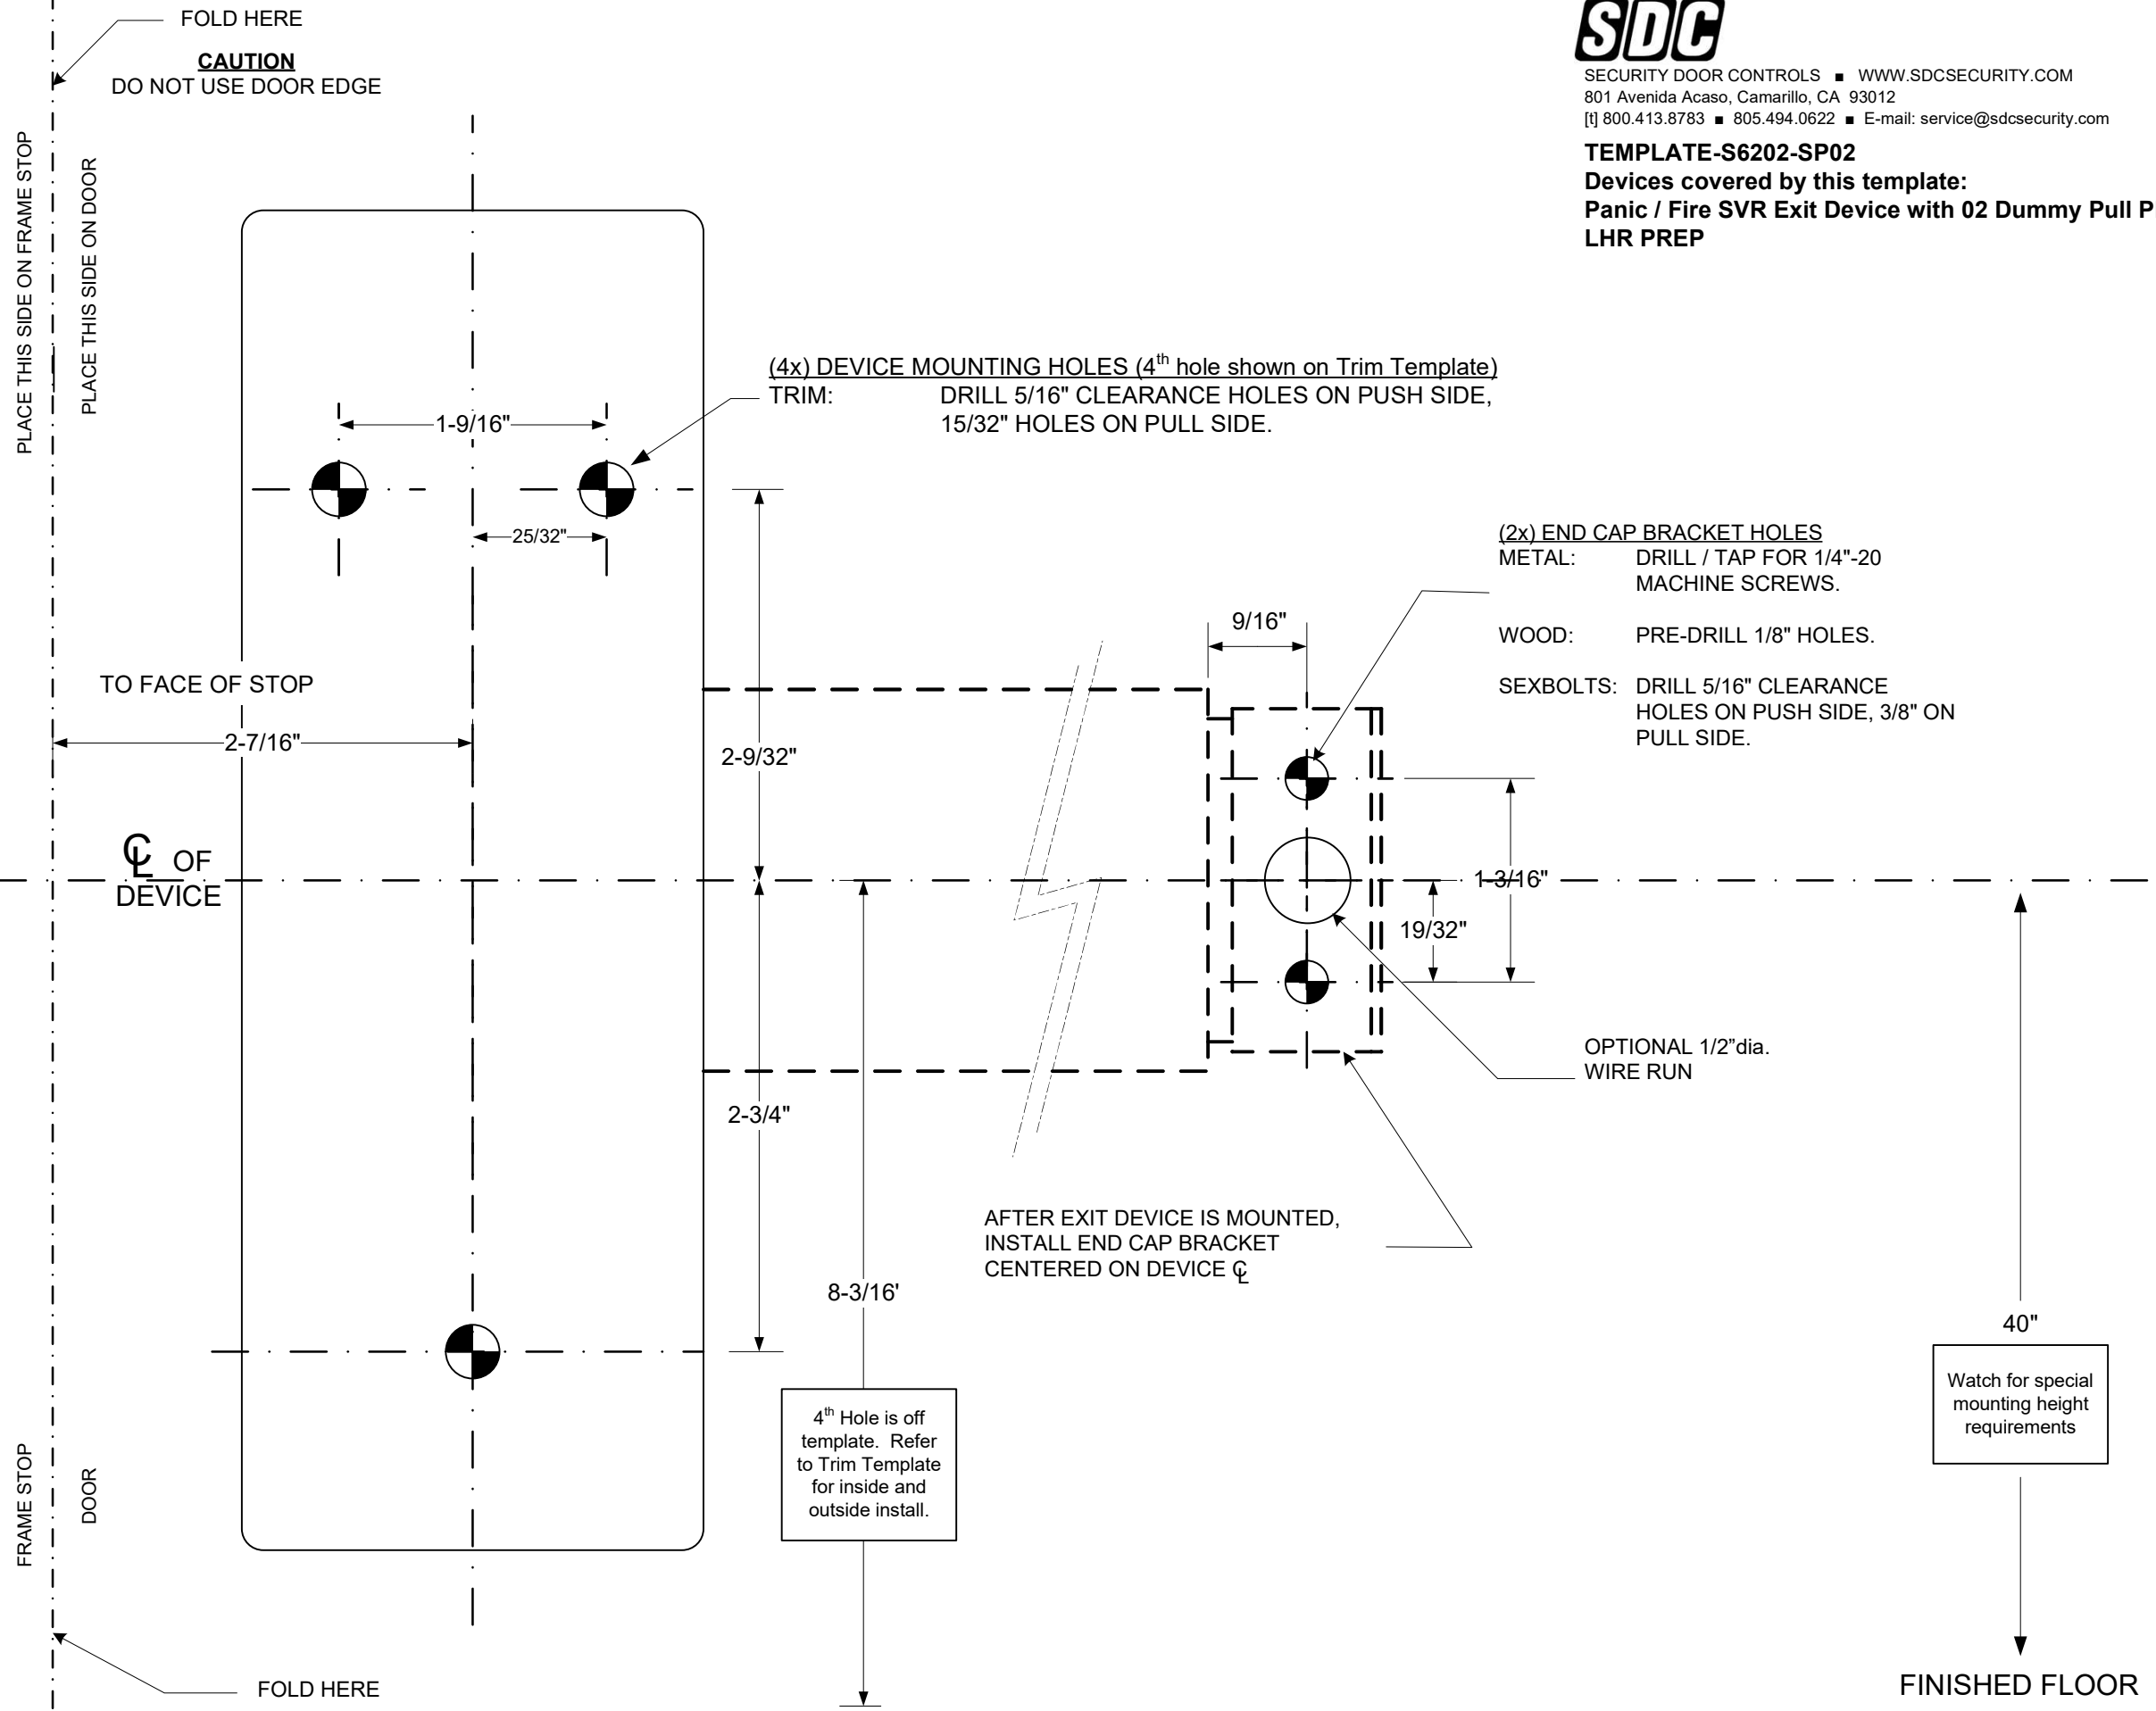 FOLD HERE
CAUTION
DO NOT USE DOOR EDGE
PLACE THIS SIDE ON FRAME STOP
PLACE THIS SIDE ON DOOR
SDC
SECURITY DOOR CONTROLS ■ WWW.SDCSECURITY.COM
801 Avenida Acaso, Camarillo, CA 93012
[t] 800.413.8783 ■ 805.494.0622 ■ E-mail: service@sdcsecurity.com
TEMPLATE-S6202-SP02
Devices covered by this template:
Panic / Fire SVR Exit Device with 02 Dummy Pull P
LHR PREP
(4x) DEVICE MOUNTING HOLES (4th hole shown on Trim Template)
TRIM: DRILL 5/16" CLEARANCE HOLES ON PUSH SIDE,
15/32" HOLES ON PULL SIDE.
1-9/16"
25/32"
(2x) END CAP BRACKET HOLES
METAL: DRILL / TAP FOR 1/4"-20
MACHINE SCREWS.
WOOD: PRE-DRILL 1/8" HOLES.
SEXBOLTS: DRILL 5/16" CLEARANCE
HOLES ON PUSH SIDE, 3/8" ON
PULL SIDE.
9/16"
TO FACE OF STOP
2-7/16"
2-9/32"
℄ OF
DEVICE
1-3/16"
19/32"
OPTIONAL 1/2”dia.
WIRE RUN
2-3/4"
AFTER EXIT DEVICE IS MOUNTED,
INSTALL END CAP BRACKET
CENTERED ON DEVICE ℄
8-3/16'
40"
Watch for special
mounting height
requirements
4th Hole is off
template. Refer
to Trim Template
for inside and
outside install.
FRAME STOP
DOOR
FOLD HERE
FINISHED FLOOR